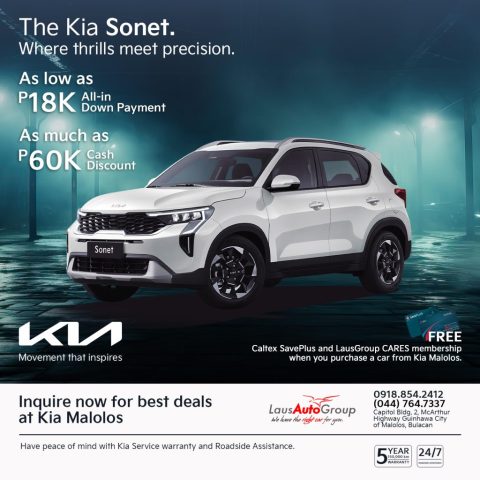 The Kia Sonet.
Where thrills meet precision.
As low as
₱18K All-in
Down Payment
As much as
₱60K Cash
Discount
Sonet
KIA
Movement that inspires
FREE
Caltex SavePlus and LausGroup CARES membership
when you purchase a car from Kia Malolos.
Inquire now for best deals
at Kia Malolos
LausAutoGroup
We have the right car for you.
0918.854.2412
(044) 764.7337
Capitol Bldg, 2, McArthur
Highway Guinhawa City
of Malolos, Bulacan
Have peace of mind with Kia Service warranty and Roadside Assistance.
5 YEAR
WARRANTY
24/7